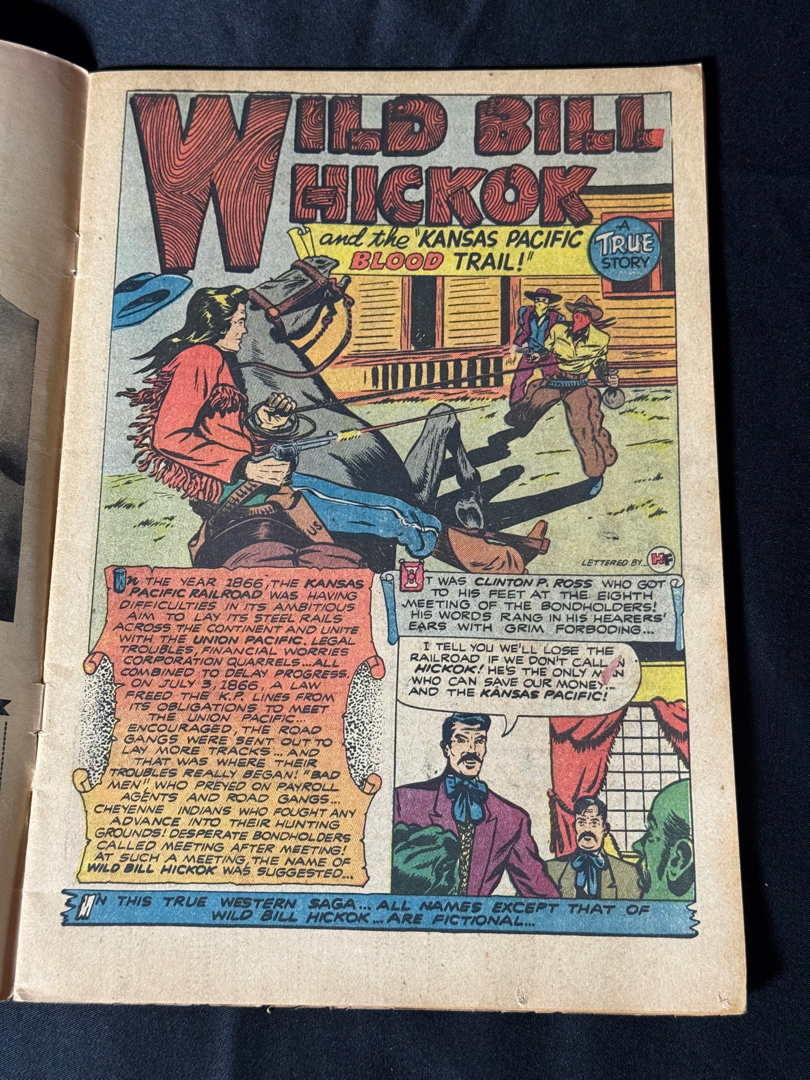 WILD BILL
HICKOK
and the "KANSAS PACIFIC
BLOOD TRAIL!"
A
TRUE
STORY
US
LETTERED BY... HF
IN THE YEAR 1866, THE KANSAS
PACIFIC RAILROAD WAS HAVING
DIFFICULTIES IN ITS AMBITIOUS
AIM TO LAY ITS STEEL RAILS
ACROSS THE CONTINENT AND UNITE
WITH THE UNION PACIFIC. LEGAL
TROUBLES, FINANCIAL WORRIES
CORPORATION QUARRELS... ALL
COMBINED TO DELAY PROGRESS.
ON JULY 3, 1866, A LAW
FREED THE K.P. LINES FROM
ITS OBLIGATIONS TO MEET
THE UNION PACIFIC...
ENCOURAGED, THE ROAD
GANGS WERE SENT OUT TO
LAY MORE TRACKS... AND
THAT WAS WHERE THEIR
TROUBLES REALLY BEGAN! "BAD
MEN" WHO PREYED ON PAYROLL
AGENTS AND ROAD GANGS...
CHEYENNE INDIANS WHO FOUGHT ANY
ADVANCE INTO THEIR HUNTING
GROUNDS! DESPERATE BONDHOLDERS
CALLED MEETING AFTER MEETING!
AT SUCH A MEETING, THE NAME OF
WILD BILL HICKOK WAS SUGGESTED...
IT WAS CLINTON P. ROSS WHO GOT
TO HIS FEET AT THE EIGHTH
MEETING OF THE BONDHOLDERS!
HIS WORDS RANG IN HIS HEARERS'
EARS WITH GRIM FORBODING...
I TELL YOU WE'LL LOSE THE
RAILROAD IF WE DON'T CALL IN
HICKOK! HE'S THE ONLY MAN
WHO CAN SAVE OUR MONEY...
AND THE KANSAS PACIFIC!
IN THIS TRUE WESTERN SAGA... ALL NAMES EXCEPT THAT OF
WILD BILL HICKOK... ARE FICTIONAL...